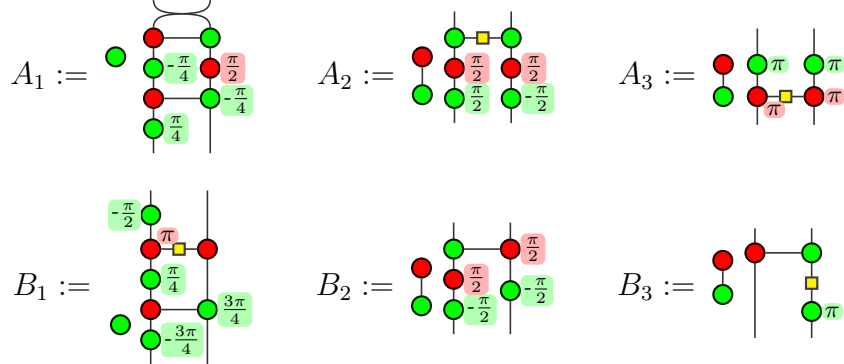 A₁ := -π/4 π/2 -π/4 π/4
A₂ := π/2 π/2 π/2 -π/2
A₃ := π π π π
B₁ := -π/2 π π/4 3π/4 -3π/4
B₂ := π/2 π/2 -π/2 -π/2
B₃ := π